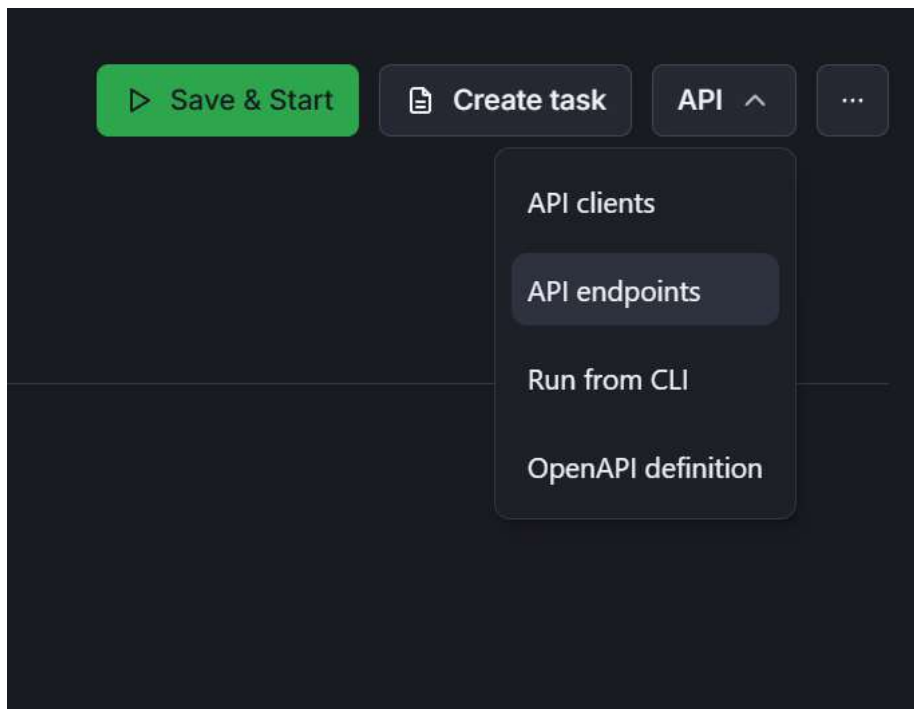 Save & Start
Create task
API
...
API clients
API endpoints
Run from CLI
OpenAPI definition